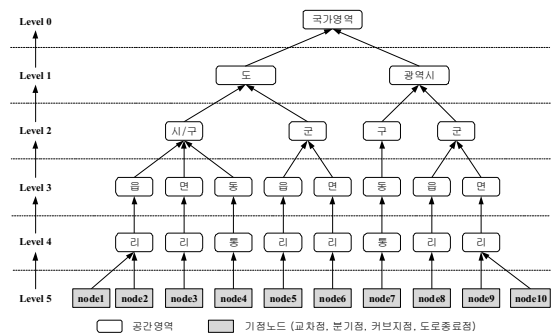 Level 0
국가영역
Level 1
도
광역시
Level 2
시/구
군
구
군
Level 3
읍
면
동
읍
면
동
읍
면
Level 4
리
리
통
리
리
통
리
리
Level 5
node1
node2
node3
node4
node5
node6
node7
node8
node9
node10
공간영역
기점노드 (교차점, 분기점, 커브지점, 도로종료점)